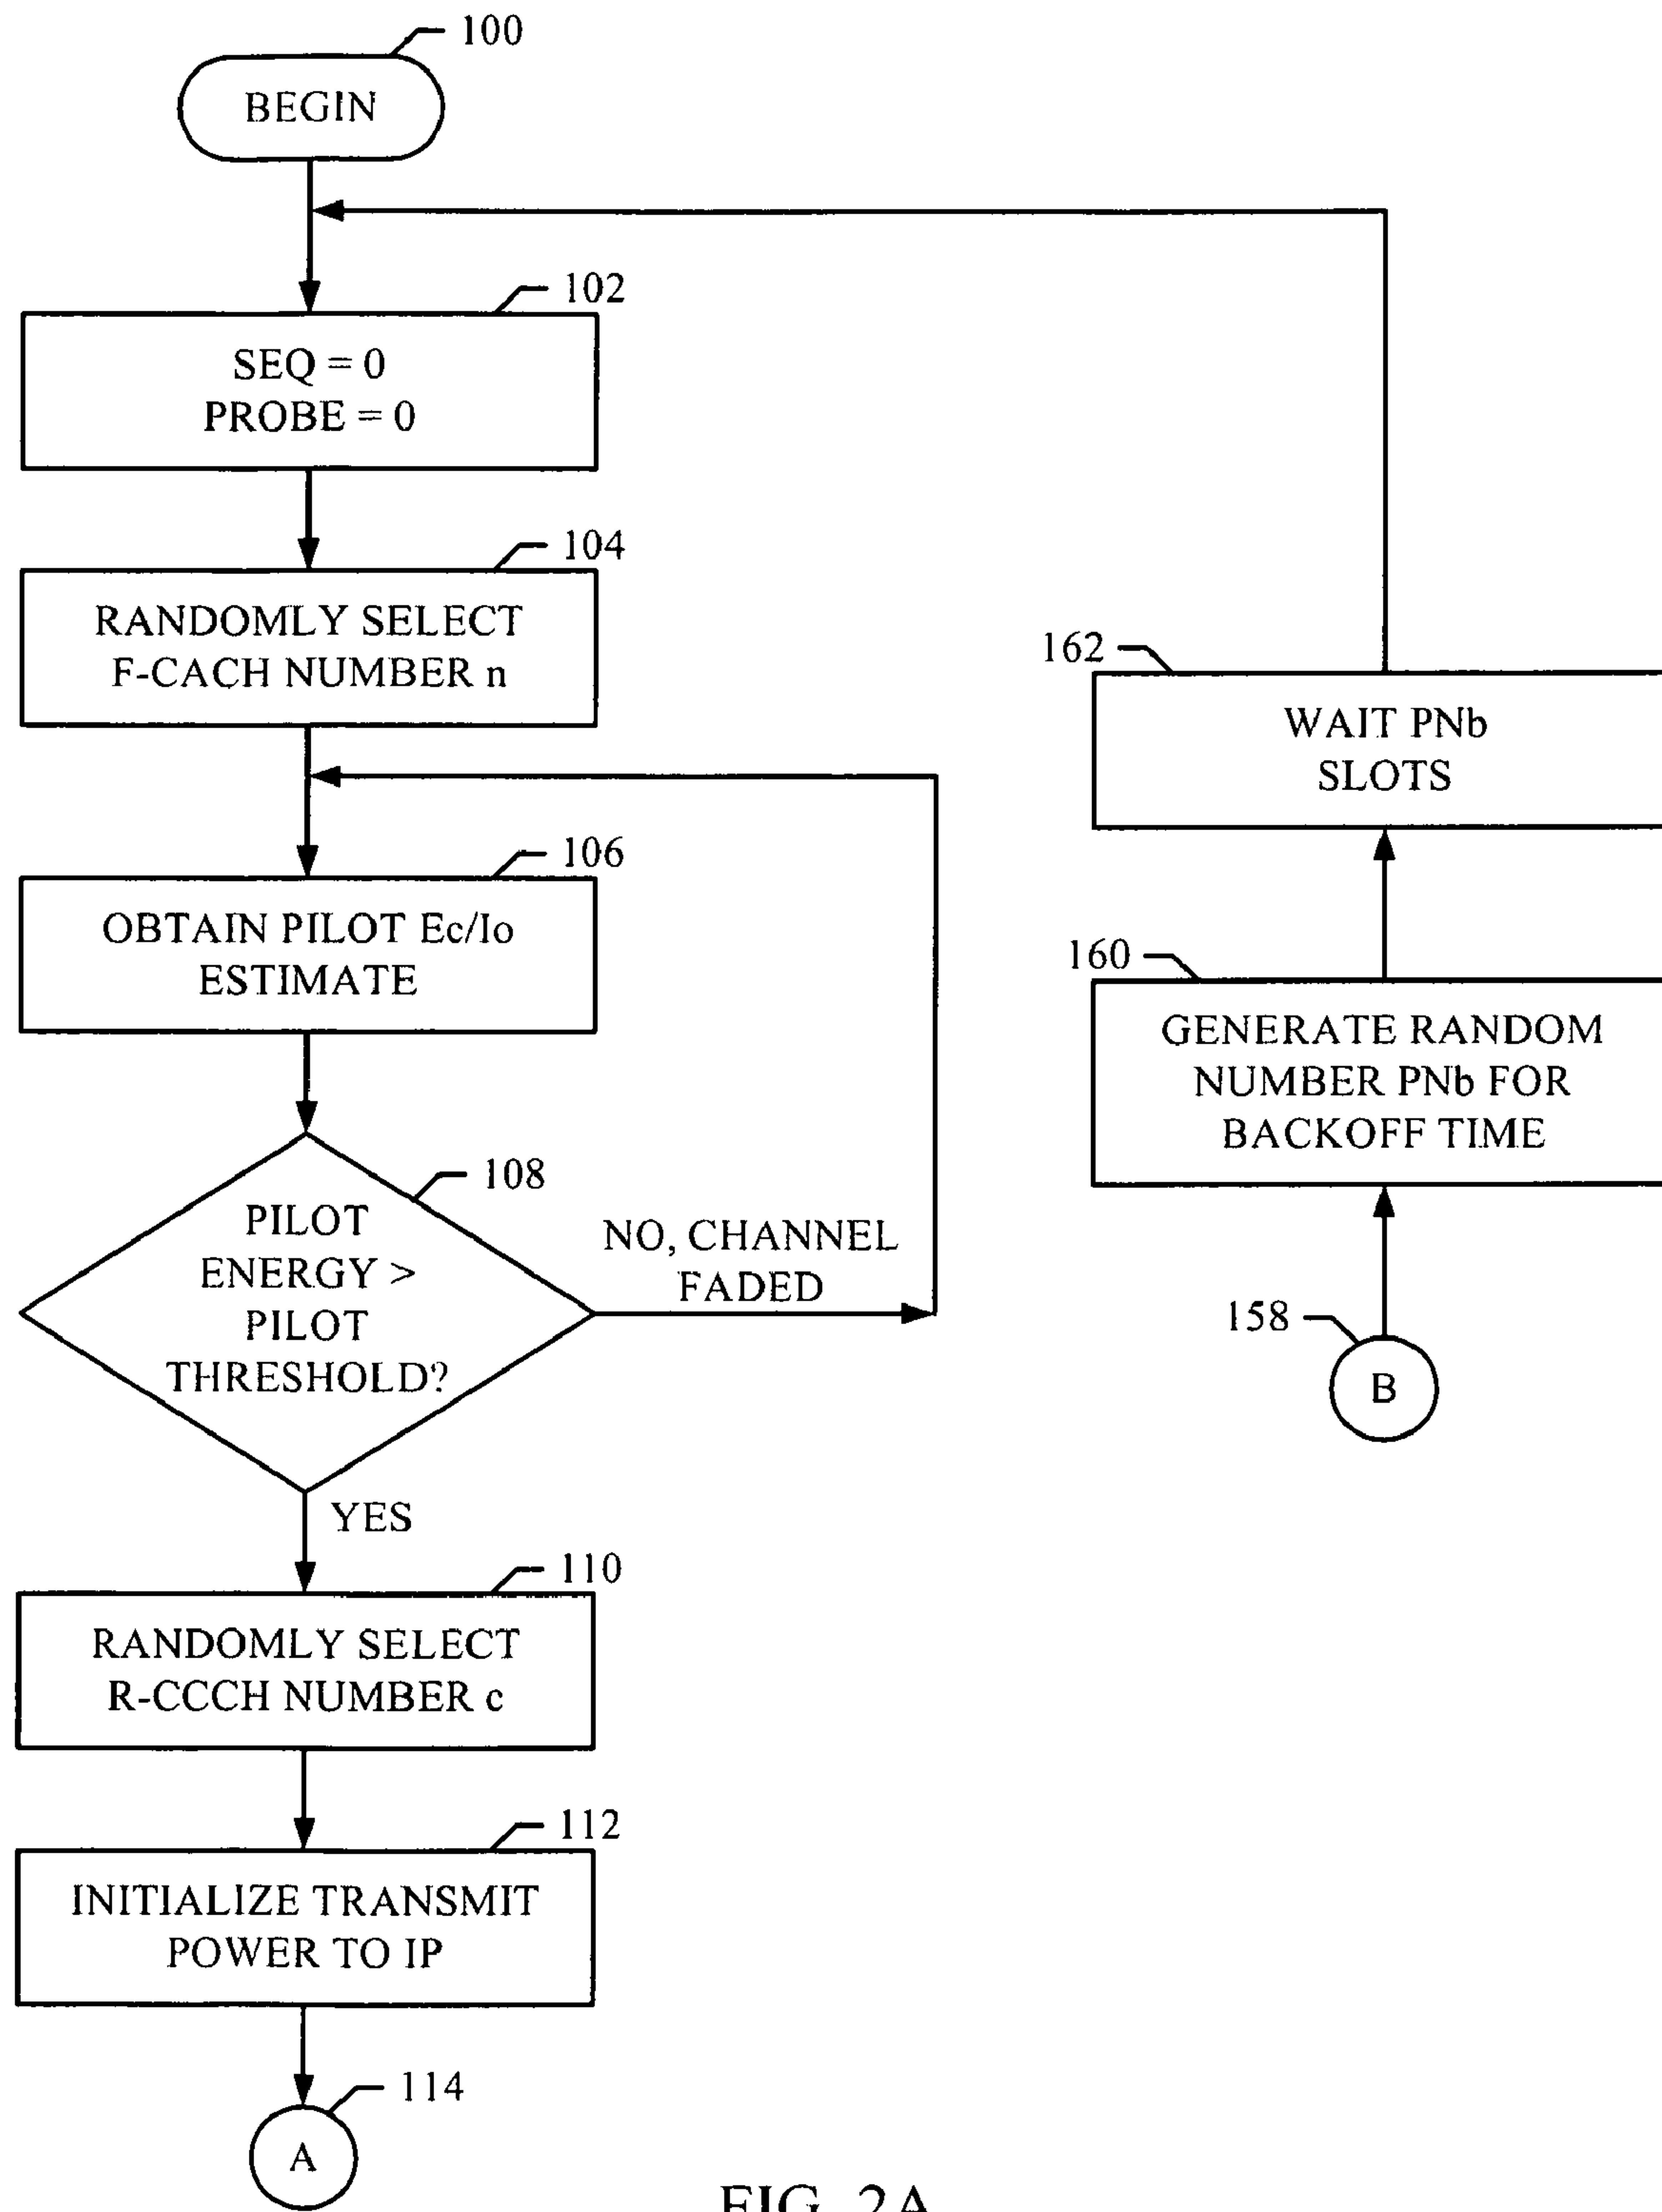 100
BEGIN
102
SEQ = 0
PROBE = 0
104
RANDOMLY SELECT
F-CACH NUMBER n
106
OBTAIN PILOT Ec/Io
ESTIMATE
108
PILOT
ENERGY >
PILOT
THRESHOLD?
NO, CHANNEL
FADED
YES
110
RANDOMLY SELECT
R-CCCH NUMBER c
112
INITIALIZE TRANSMIT
POWER TO IP
114
A
162
WAIT PNb
SLOTS
160
GENERATE RANDOM
NUMBER PNb FOR
BACKOFF TIME
158
B
FIG. 2A